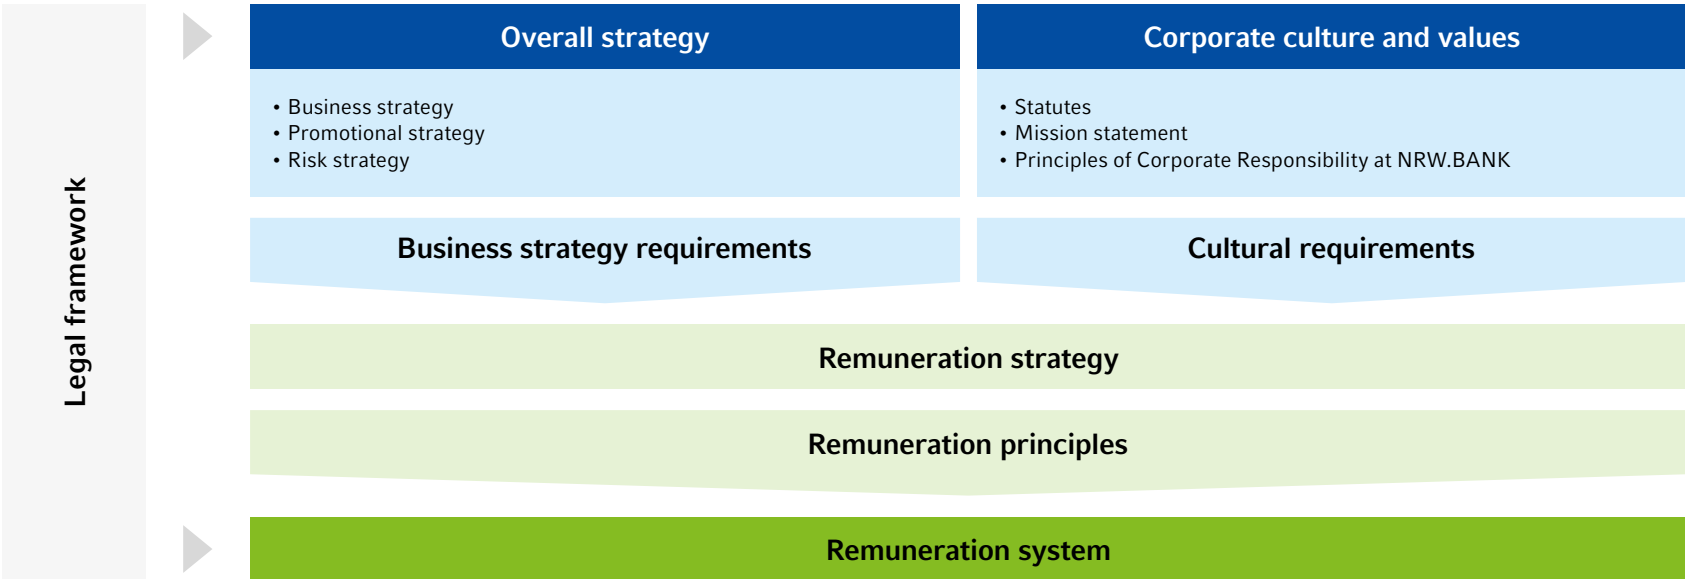 Legal framework
Overall strategy
• Business strategy
• Promotional strategy
• Risk strategy
Corporate culture and values
• Statutes
• Mission statement
• Principles of Corporate Responsibility at NRW.BANK
Business strategy requirements
Cultural requirements
Remuneration strategy
Remuneration principles
Remuneration system